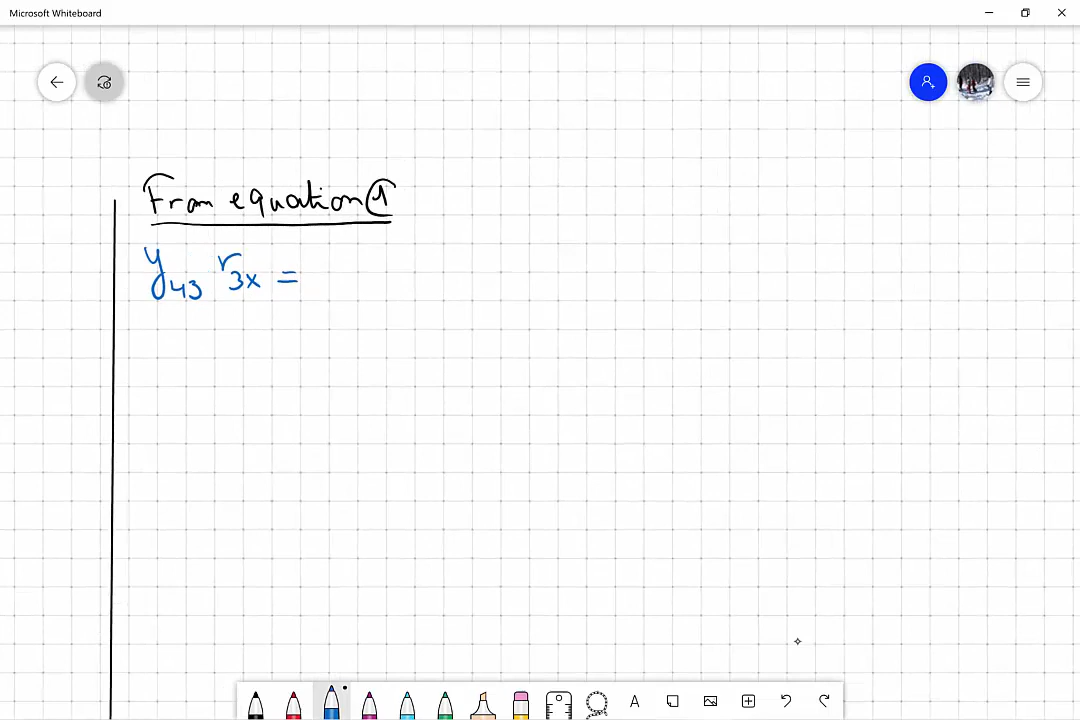 Microsoft Whiteboard
From equation 1
y43 r3x =
A